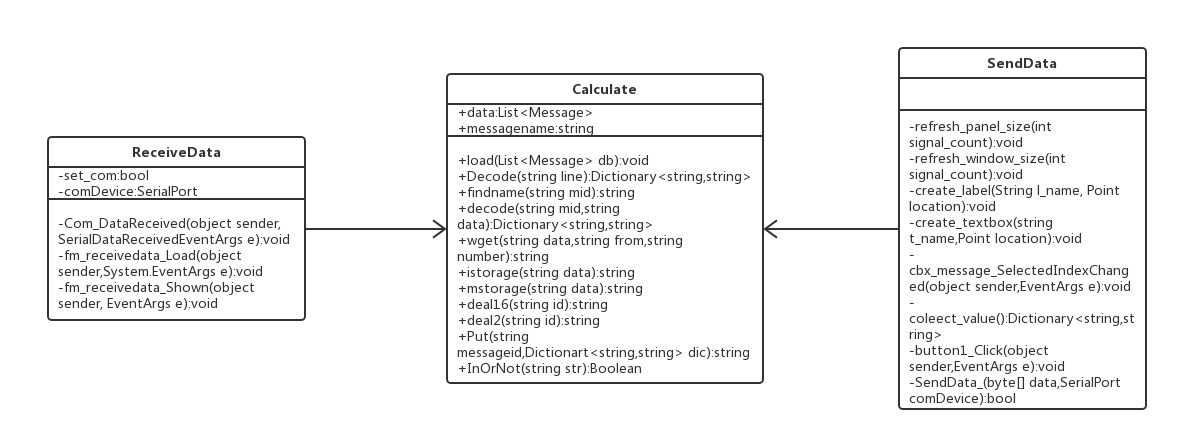 ReceiveData
-set_com:bool
-comDevice:SerialPort
-Com_DataReceived(object sender,
SerialDataReceivedEventArgs e):void
-fm_receivedata_Load(object
sender,System.EventArgs e):void
-fm_receivedata_Shown(object
sender, EventArgs e):void
Calculate
+data:List<Message>
+messagename:string
+load(List<Message> db):void
+Decode(string line):Dictionary<string,string>
+findname(string mid):string
+decode(string mid,string
data):Dictionary<string,string>
+wget(string data,string from,string
number):string
+istorage(string data):string
+mstorage(string data):string
+deal16(string id):string
+deal2(string id):string
+Put(string
messageid,Dictionart<string,string> dic):string
+InOrNot(string str):Boolean
SendData
-refresh_panel_size(int
signal_count):void
-refresh_window_size(int
signal_count):void
-create_label(String l_name, Point
location):void
-create_textbox(string
t_name,Point location):void
-
cbx_message_SelectedIndexChang
ed(object sender,EventArgs e):void
-
coleect_value():Dictionary<string,st
ring>
-button1_Click(object
sender,EventArgs e):void
-SendData_(byte[] data,SerialPort
comDevice):bool